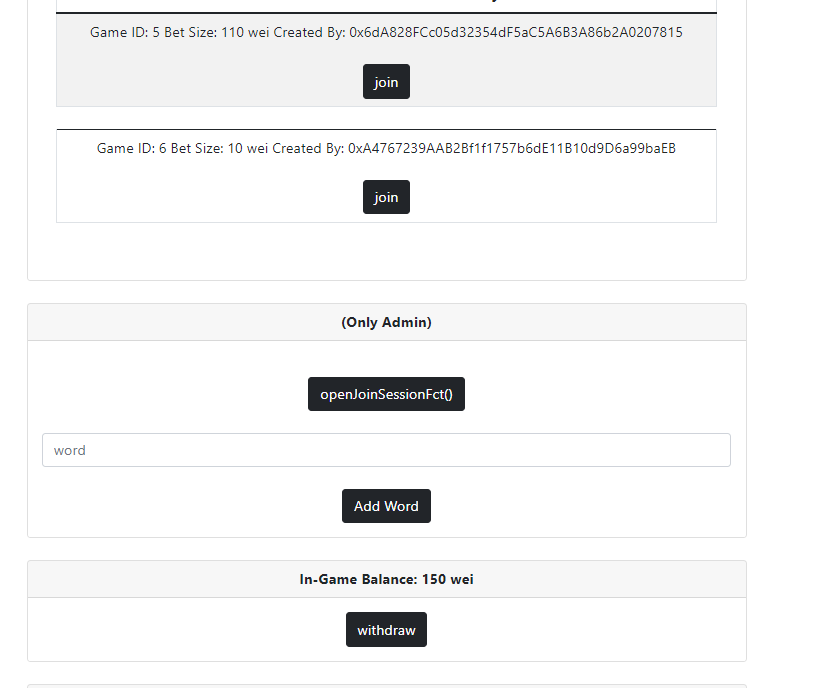 Game ID: 5 Bet Size: 110 wei Created By: 0x6dA828FCc05d32354dF5aC5A6B3A86b2A0207815
join
Game ID: 6 Bet Size: 10 wei Created By: 0xA4767239AAB2Bf1f1757b6dE11B10d9D6a99baEB
join
(Only Admin)
openJoinSessionFct()
word
Add Word
In-Game Balance: 150 wei
withdraw